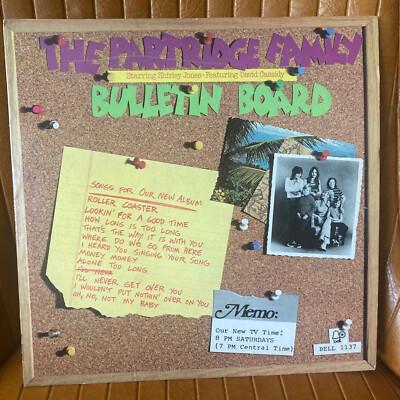 THE PARTRIDGE FAMILY
Starring Shirley Jones · Featuring David Cassidy
BULLETIN BOARD
SONGS FOR OUR NEW ALBUM
ROLLER COASTER
LOOKIN' FOR A GOOD TIME
HOW LONG IS TOO LONG
THAT'S THE WAY IT IS WITH YOU
WHERE DO WE GO FROM HERE
I HEARD YOU SINGING YOUR SONG
MONEY MONEY
ALONE TOO LONG
I'LL NEVER GET OVER YOU
I WOULDN'T PUT NOTHIN' OVER ON YOU
OH, NO, NOT MY BABY
Memo:
Our New TV Time!
8 PM SATURDAYS
(7 PM Central Time)
BELL 1137